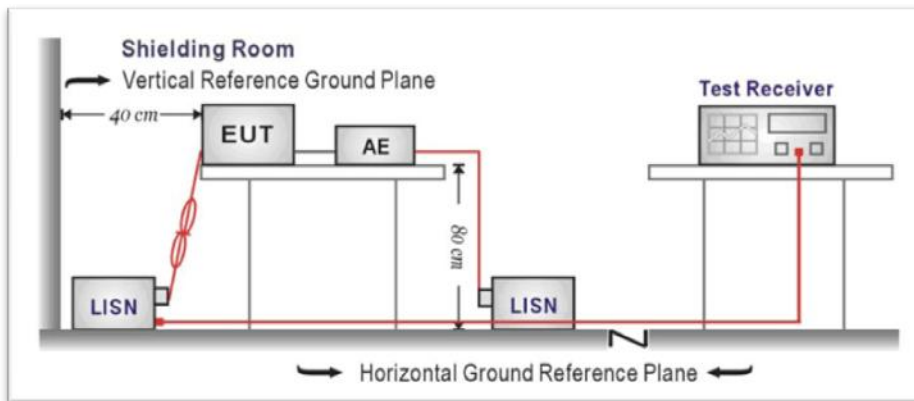 Shielding Room
Vertical Reference Ground Plane
Test Receiver
40 cm
EUT
AE
80 cm
LISN
LISN
Horizontal Ground Reference Plane